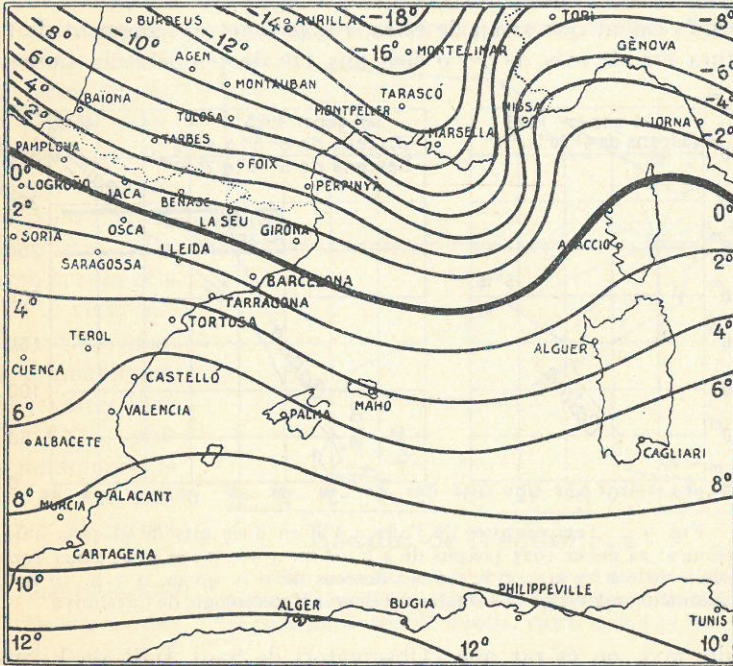 -8° BURDEUS -14° AURILLAC -18° TORÍ -8°
-6° -10° -12° -16° MONTELIMAR GÈNOVA
AGEN -6°
-4° MONTAUBAN TARASCÓ
-2° BAÏONA TOLOSA MONTPELLER NISSA LIORNA -4°
TARBES MARSELLA -2°
PAMPLONA FOIX
0° LOGROÑO JACA BENASC PERPINYÀ
2° OSCA LA SEU GIRONA 0°
SORIA LLEIDA AJACCIO
SARAGOSSA BARCELONA 2°
TARRAGONA
4° TORTOSA 4°
TEROL ALGUER
CUENCA CASTELLÓ 6°
6° VALENCIA PALMA MAHÓ
ALBACETE CAGLIARI
8° ALACANT 8°
MURCIA
CARTAGENA
10° PHILIPPEVILLE
ALGER BUGIA TUNIS
12° 12° 10°